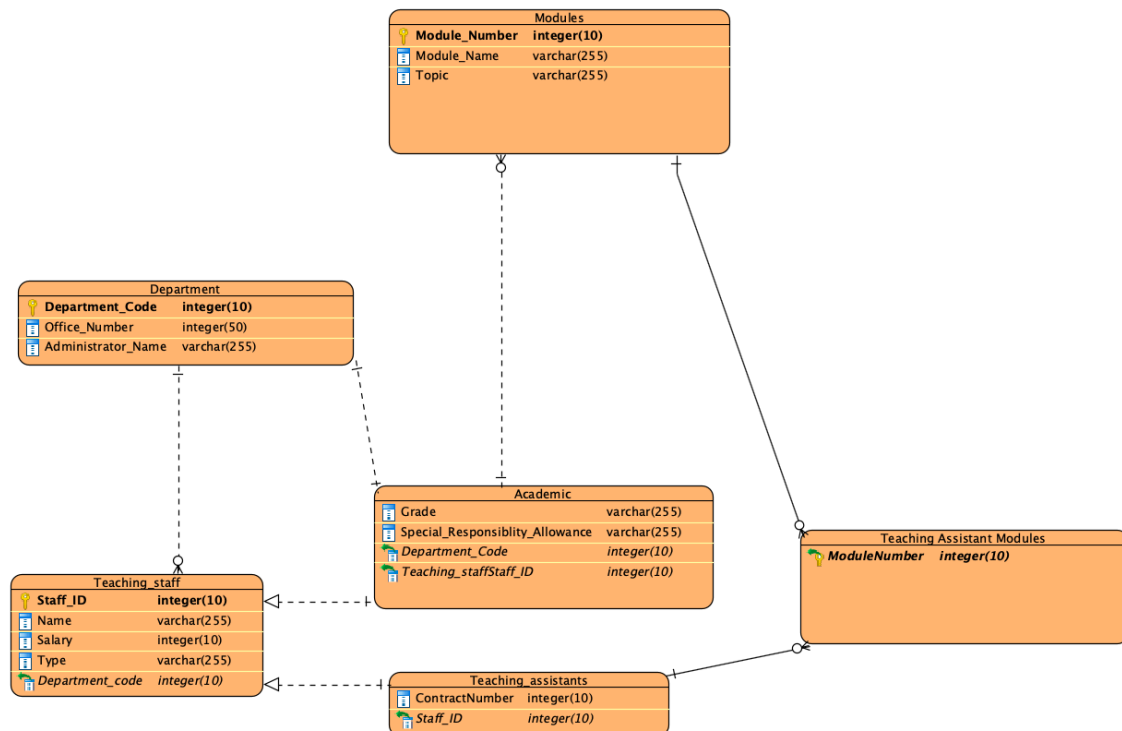 Modules
Module_Number integer(10)
Module_Name varchar(255)
Topic varchar(255)
Department
Department_Code integer(10)
Office_Number integer(50)
Administrator_Name varchar(255)
Academic
Grade varchar(255)
Special_Responsiblity_Allowance varchar(255)
Department_Code integer(10)
Teaching_staffStaff_ID integer(10)
Teaching Assistant Modules
ModuleNumber integer(10)
Teaching_staff
Staff_ID integer(10)
Name varchar(255)
Salary integer(10)
Type varchar(255)
Department_code integer(10)
Teaching_assistants
ContractNumber integer(10)
Staff_ID integer(10)